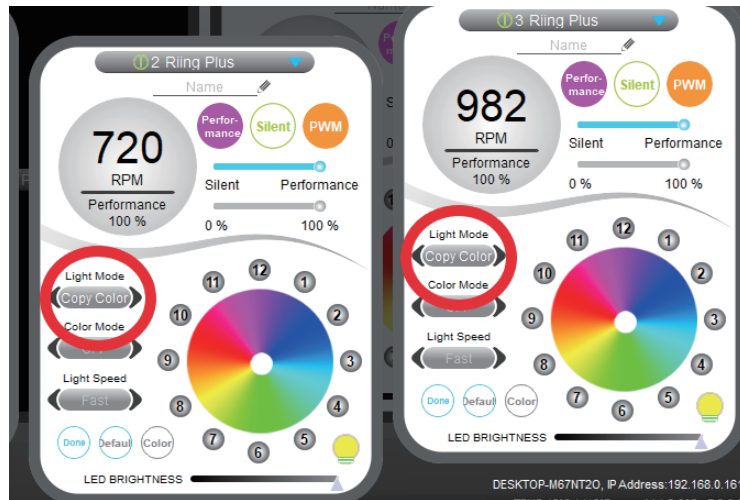 2 Riing Plus
Name
Perfor-
mance
Silent
PWM
720
RPM
Performance
100 %
Silent
Performance
0 %
100 %
Light Mode
Copy Color
Color Mode
Light Speed
Fast
12
1
2
3
4
5
6
7
8
9
10
11
Done
Defaul
Color
LED BRIGHTNESS
3 Riing Plus
Name
Perfor-
mance
Silent
PWM
982
RPM
Performance
100 %
Silent
Performance
0 %
100 %
Light Mode
Copy Color
Color Mode
Light Speed
Fast
12
1
2
3
4
5
6
7
8
9
10
11
Done
Defaul
Color
LED BRIGHTNESS
DESKTOP-M67NT2O, IP Address:192.168.0.161